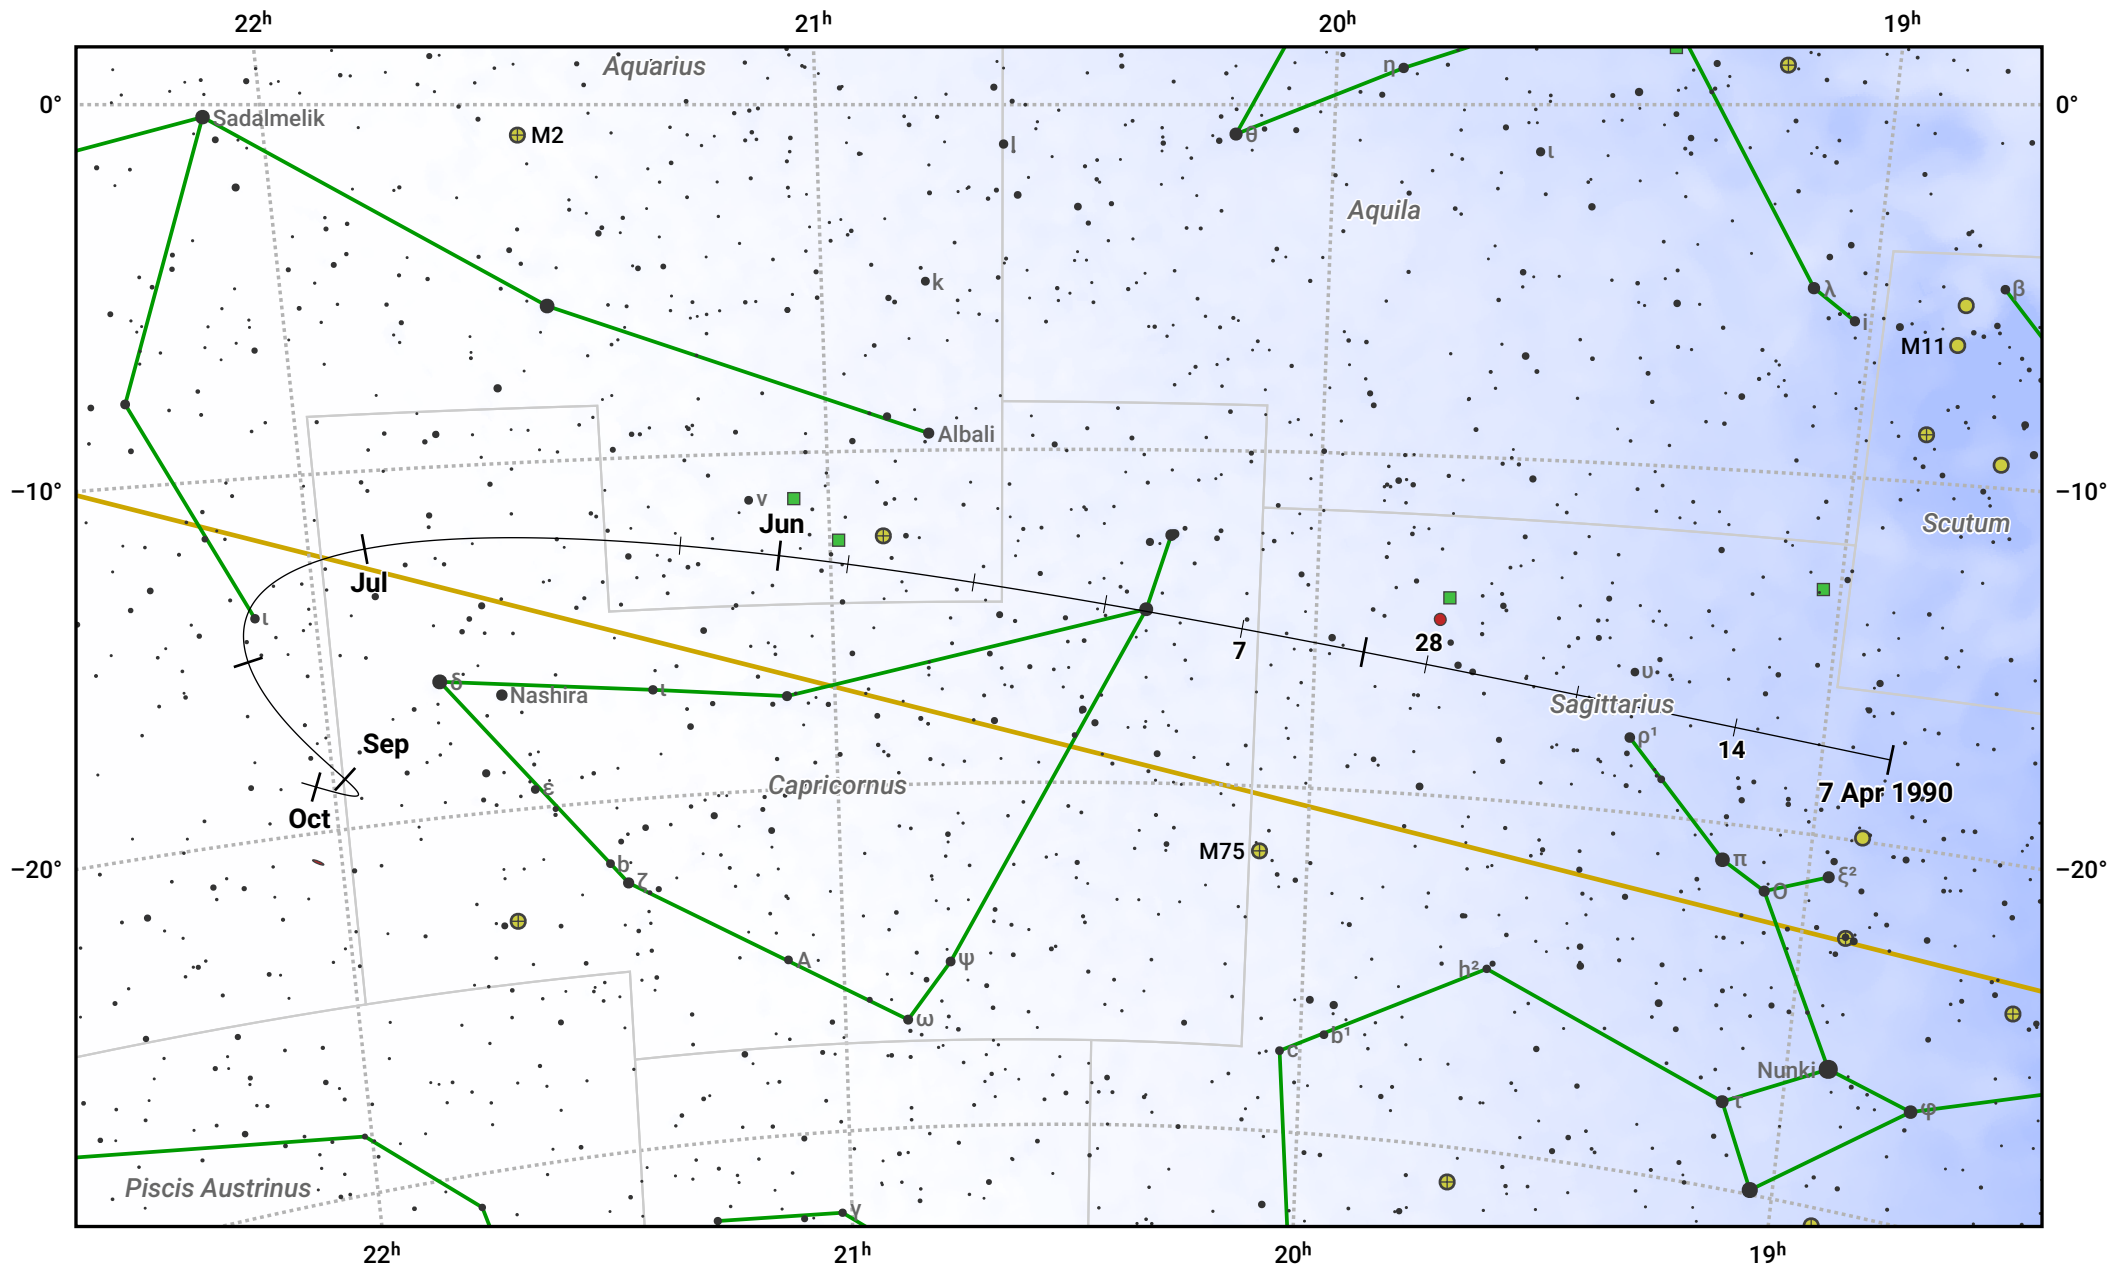 22ʰ 21ʰ 20ʰ 19ʰ
Aquarius
η
0° 0°
Sadalmelik
M2
θ
l
ι
Aquila
k
λ
β
i
M11
Albali
−10° −10°
ν
Jun
Scutum
Jul
ι
28
7
υ
δ
Nashira
ι
Sagittarius
ρ¹
Sep
14
ε
Capricornus
7 Apr 1990
Oct
M75
π
−20° −20°
b
ζ
ξ²
ο
A
ψ
h²
ω
b¹
c
Nunki
τ
φ
Piscis Austrinus
γ
22ʰ 21ʰ 20ʰ 19ʰ